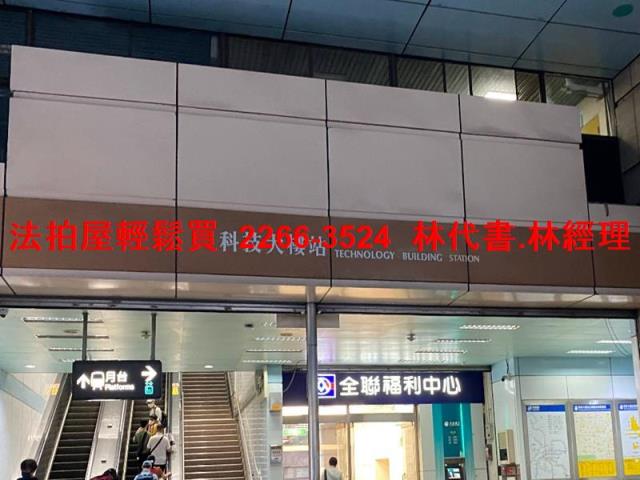 法拍屋輕鬆買 2266-3524 林代書.林經理
科技大樓站 TECHNOLOGY BUILDING STATION
月台
Platforms
全聯福利中心